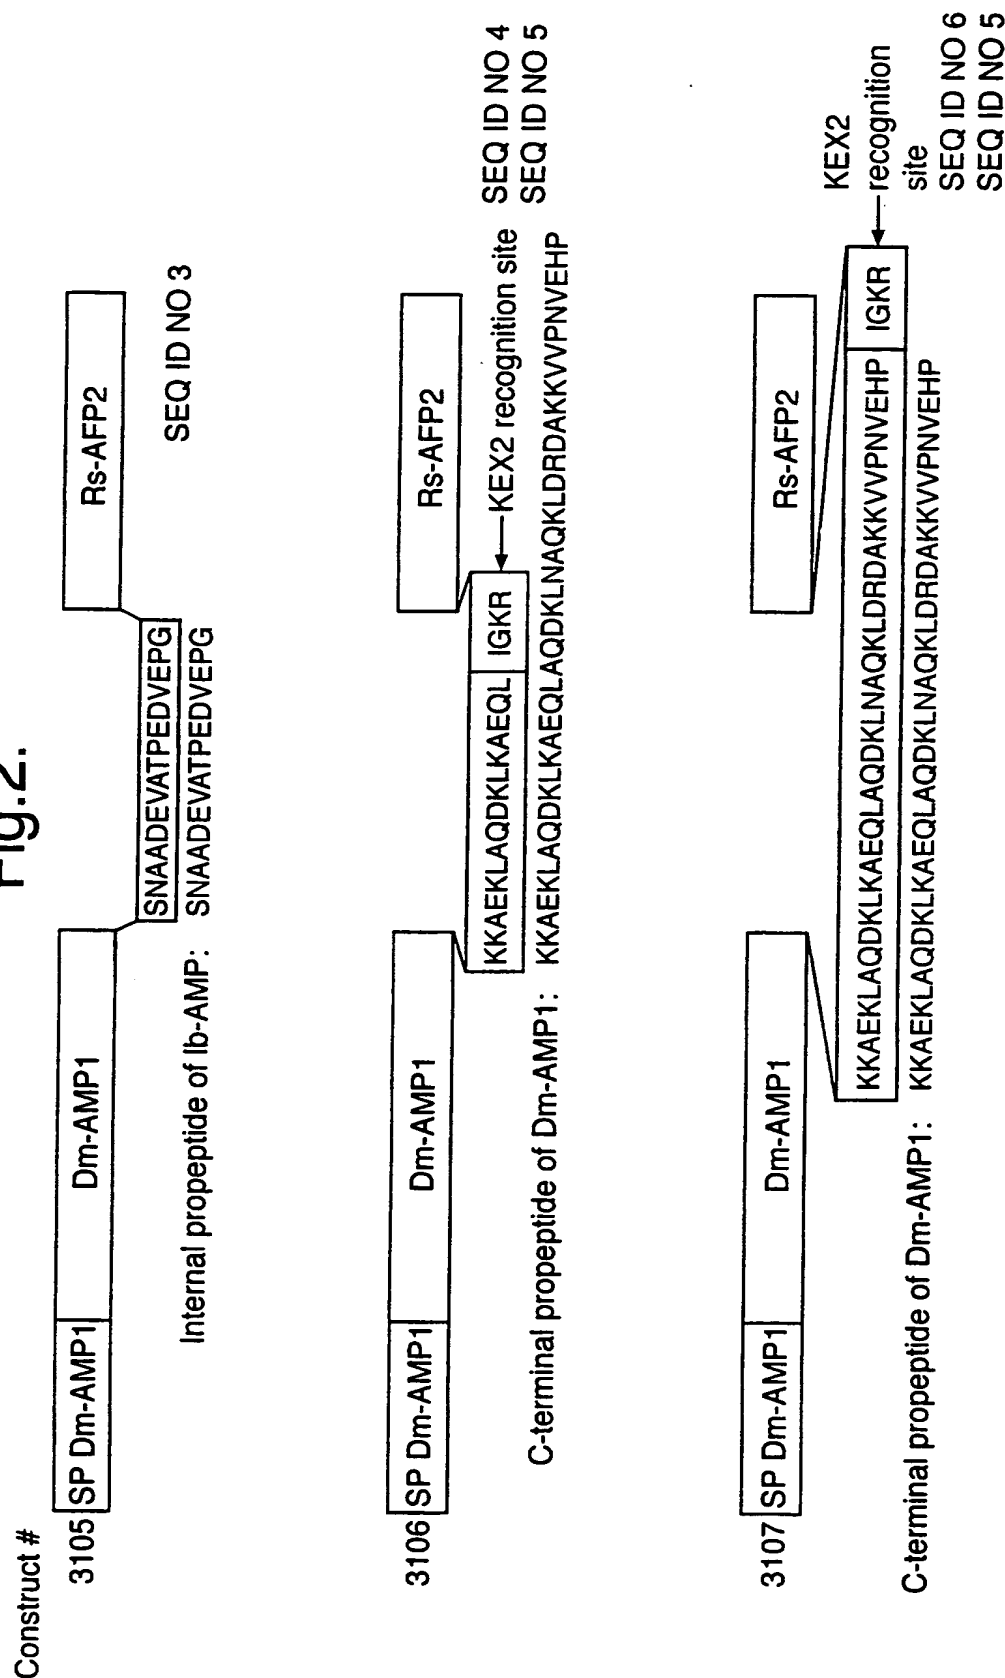 Fig.2.
Construct #
3105 SP Dm-AMP1 Dm-AMP1 Rs-AFP2
SNAADEVATPEDVEPG
Internal propeptide of Ib-AMP: SNAADEVATPEDVEPG
SEQ ID NO 3
3106 SP Dm-AMP1 Dm-AMP1 Rs-AFP2
KKAEKLAQDKLKAEQL IGKR KEX2 recognition site SEQ ID NO 4
C-terminal propeptide of Dm-AMP1: KKAEKLAQDKLKAEQLAQDKLNAQKLDRDAKKVVPNVEHP SEQ ID NO 5
3107 SP Dm-AMP1 Dm-AMP1 Rs-AFP2
KEX2
KKAEKLAQDKLKAEQLAQDKLNAQKLDRDAKKVVPNVEHP IGKR recognition
site
C-terminal propeptide of Dm-AMP1: KKAEKLAQDKLKAEQLAQDKLNAQKLDRDAKKVVPNVEHP
SEQ ID NO 6
SEQ ID NO 5